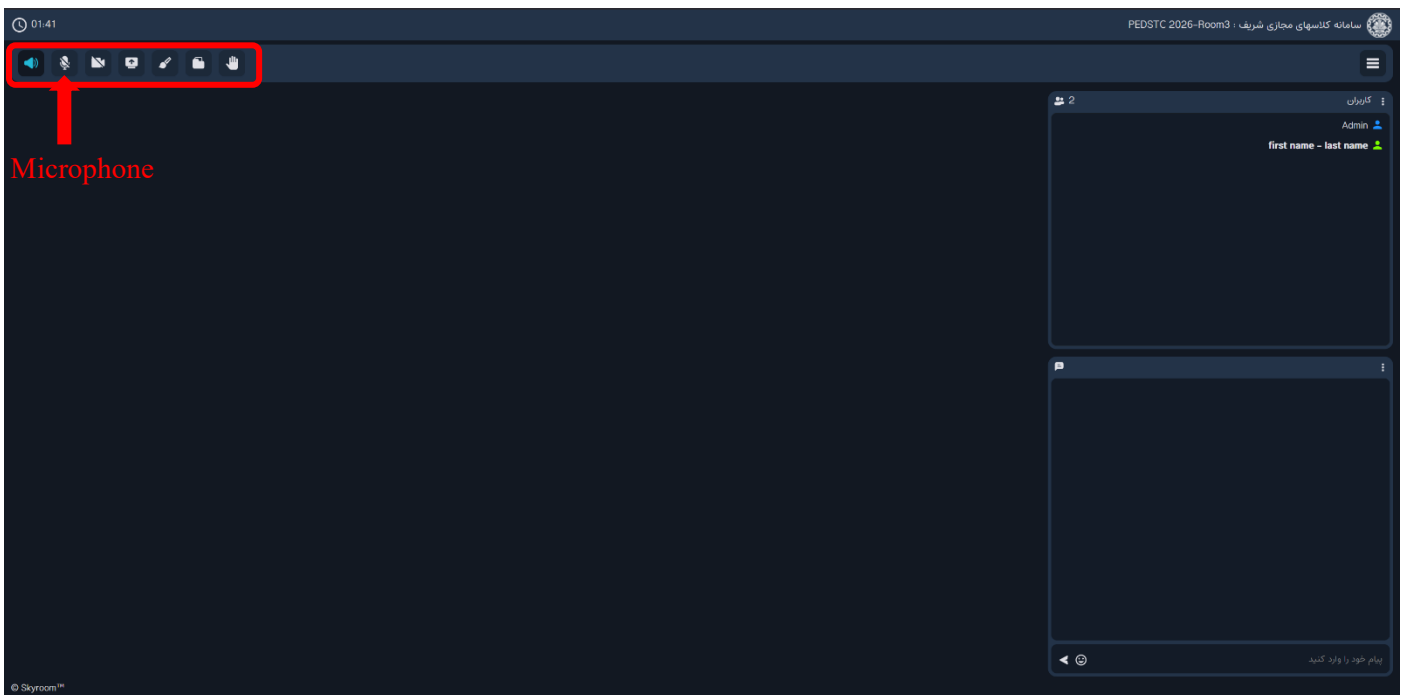 01:41
سامانه کلاسهای مجازی شریف : PEDSTC 2026-Room3
Microphone
کاربران
2
Admin
first name - last name
پیام خود را وارد کنید
© Skyroom™